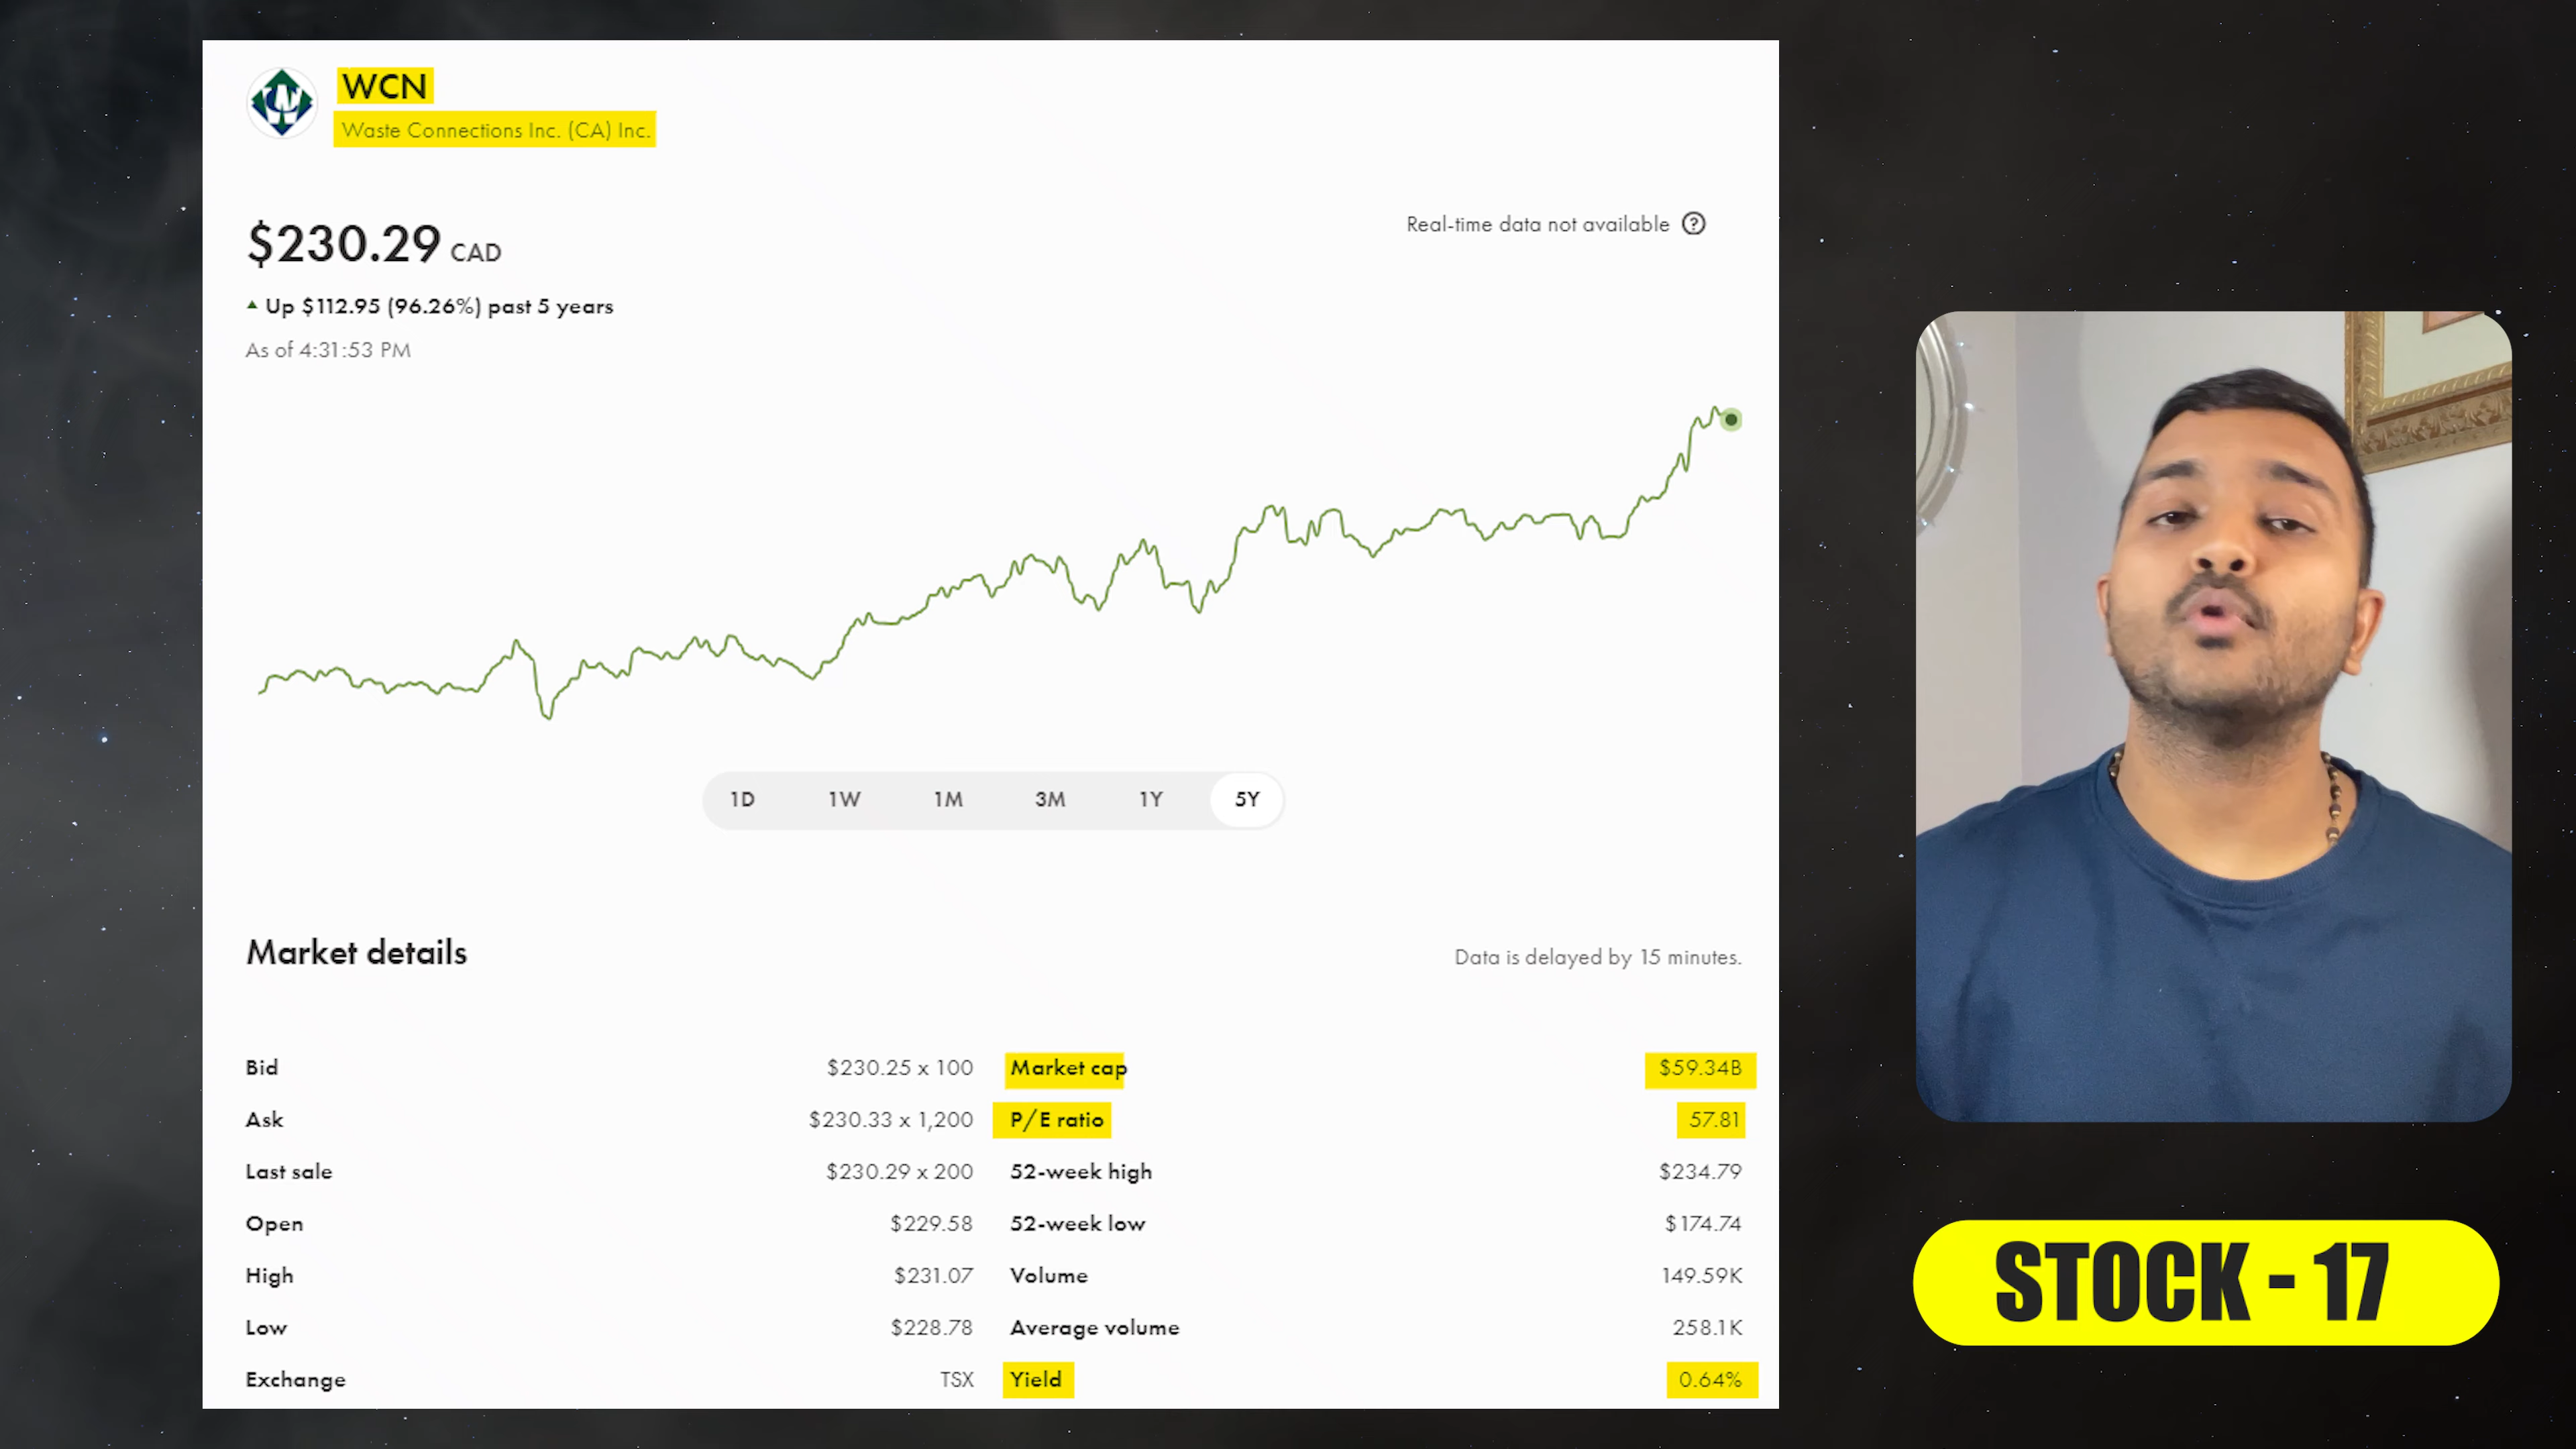 WCN
Waste Connections Inc. (CA) Inc.
$230.29 CAD
Real-time data not available ?
Up $112.95 (96.26%) past 5 years
As of 4:31:53 PM
1D 1W 1M 3M 1Y 5Y
Market details
Data is delayed by 15 minutes.
Bid $230.25 x 100 Market cap $59.34B
Ask $230.33 x 1,200 P/E ratio 57.81
Last sale $230.29 x 200 52-week high $234.79
Open $229.58 52-week low $174.74
High $231.07 Volume 149.59K
Low $228.78 Average volume 258.1K
Exchange TSX Yield 0.64%
STOCK - 17